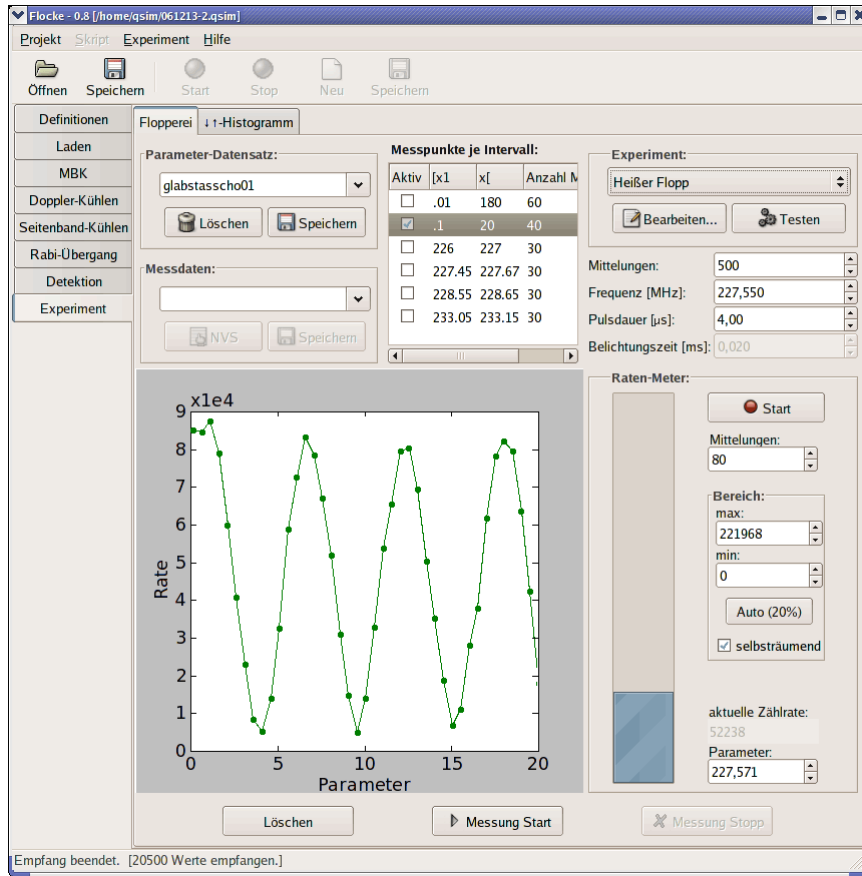 Flocke - 0.8 [/home/qsim/061213-2.qsim]
Projekt Skript Experiment Hilfe
Öffnen Speichern Start Stop Neu Speichern
Definitionen
Laden
MBK
Doppler-Kühlen
Seitenband-Kühlen
Rabi-Übergang
Detektion
Experiment
Flopperei ↓↑-Histogramm
Parameter-Datensatz:
glabstasscho01
Löschen Speichern
Messdaten:
NVS Speichern
Messpunkte je Intervall:
Aktiv [x1 x[ Anzahl M
.01 180 60
.1 20 40
226 227 30
227.45 227.67 30
228.55 228.65 30
233.05 233.15 30
Experiment:
Heißer Flopp
Bearbeiten... Testen
Mittelungen: 500
Frequenz [MHz]: 227,550
Pulsdauer [µs]: 4,00
Belichtungszeit [ms]: 0,020
x1e4
9
8
7
6
5
4
3
2
1
0
Rate
0 5 10 15 20
Parameter
Raten-Meter:
Start
Mittelungen:
80
Bereich:
max:
221968
min:
0
Auto (20%)
selbsträumend
aktuelle Zählrate:
52238
Parameter:
227,571
Löschen Messung Start Messung Stopp
Empfang beendet. [20500 Werte empfangen.]